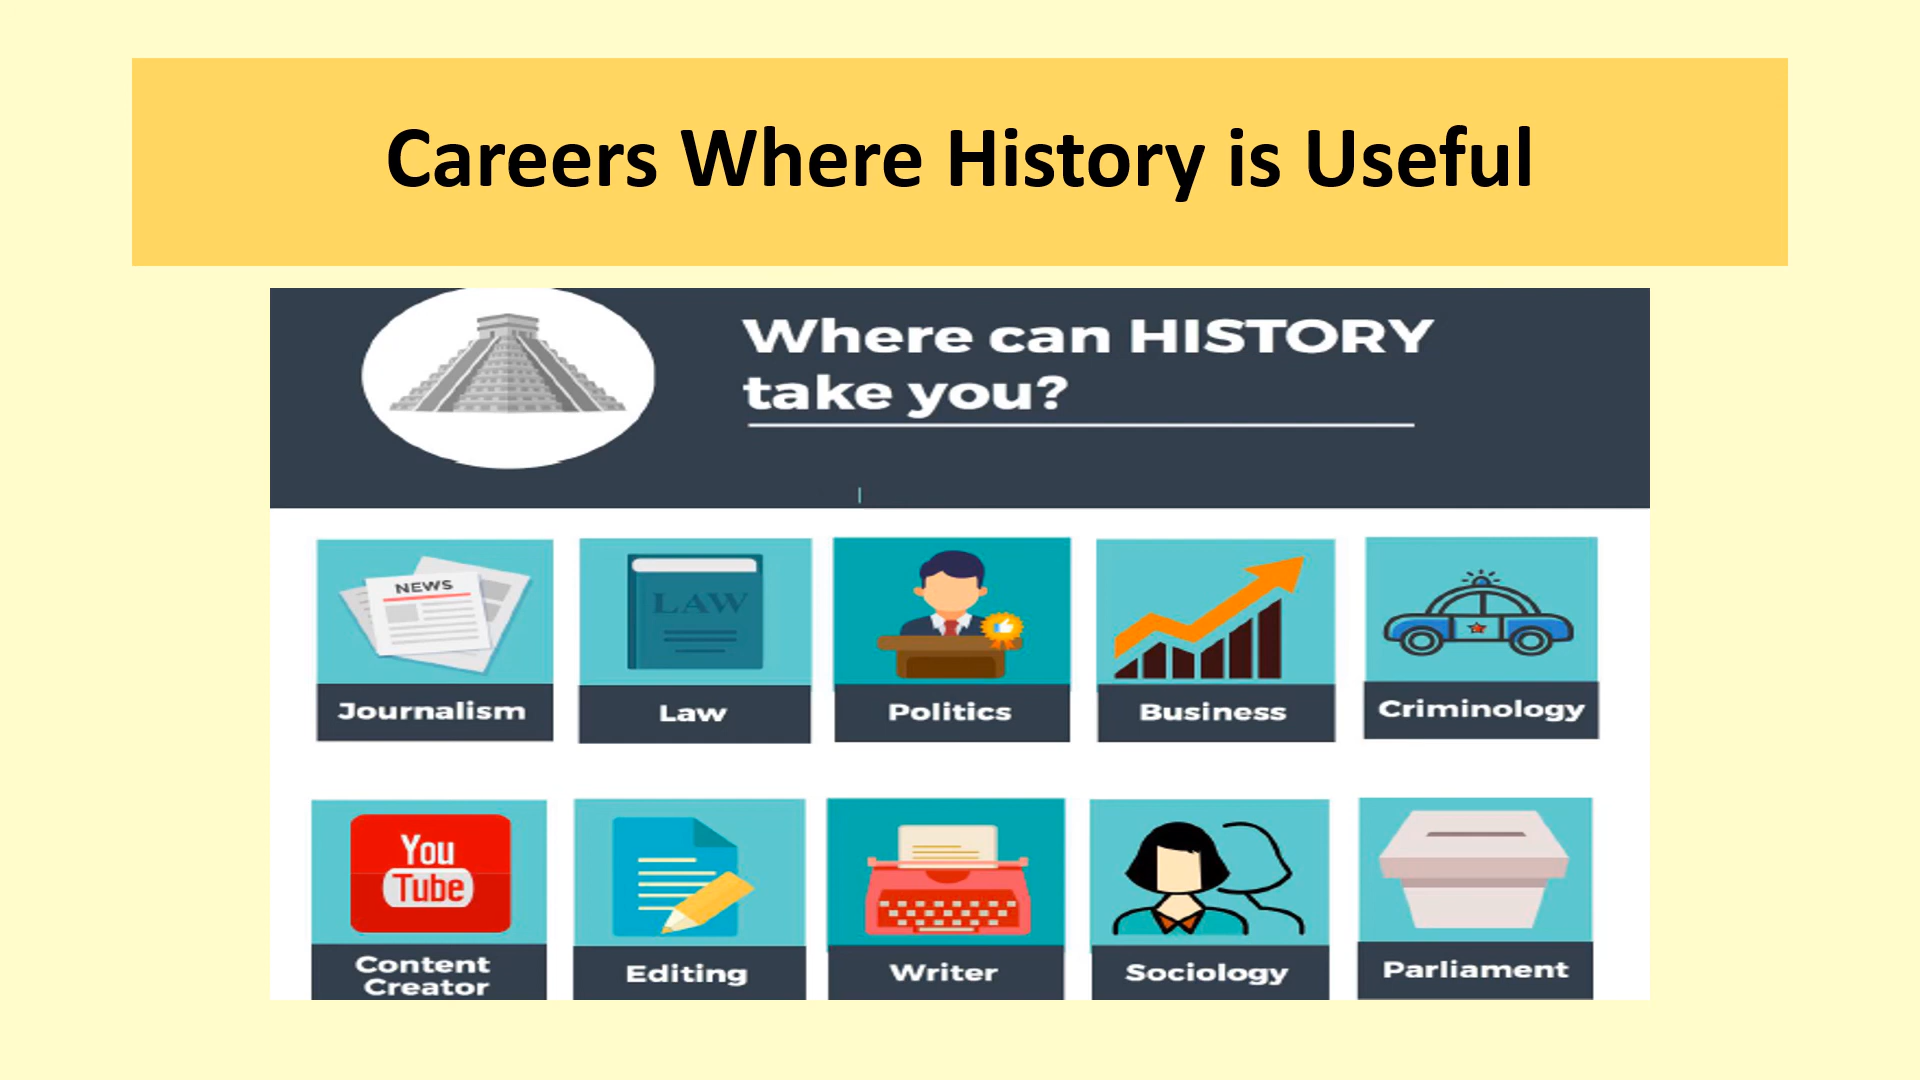 Careers Where History is Useful
Where can HISTORY
take you?
NEWS
LAW
Journalism
Law
Politics
Business
Criminology
You
Tube
Content
Creator
Editing
Writer
Sociology
Parliament